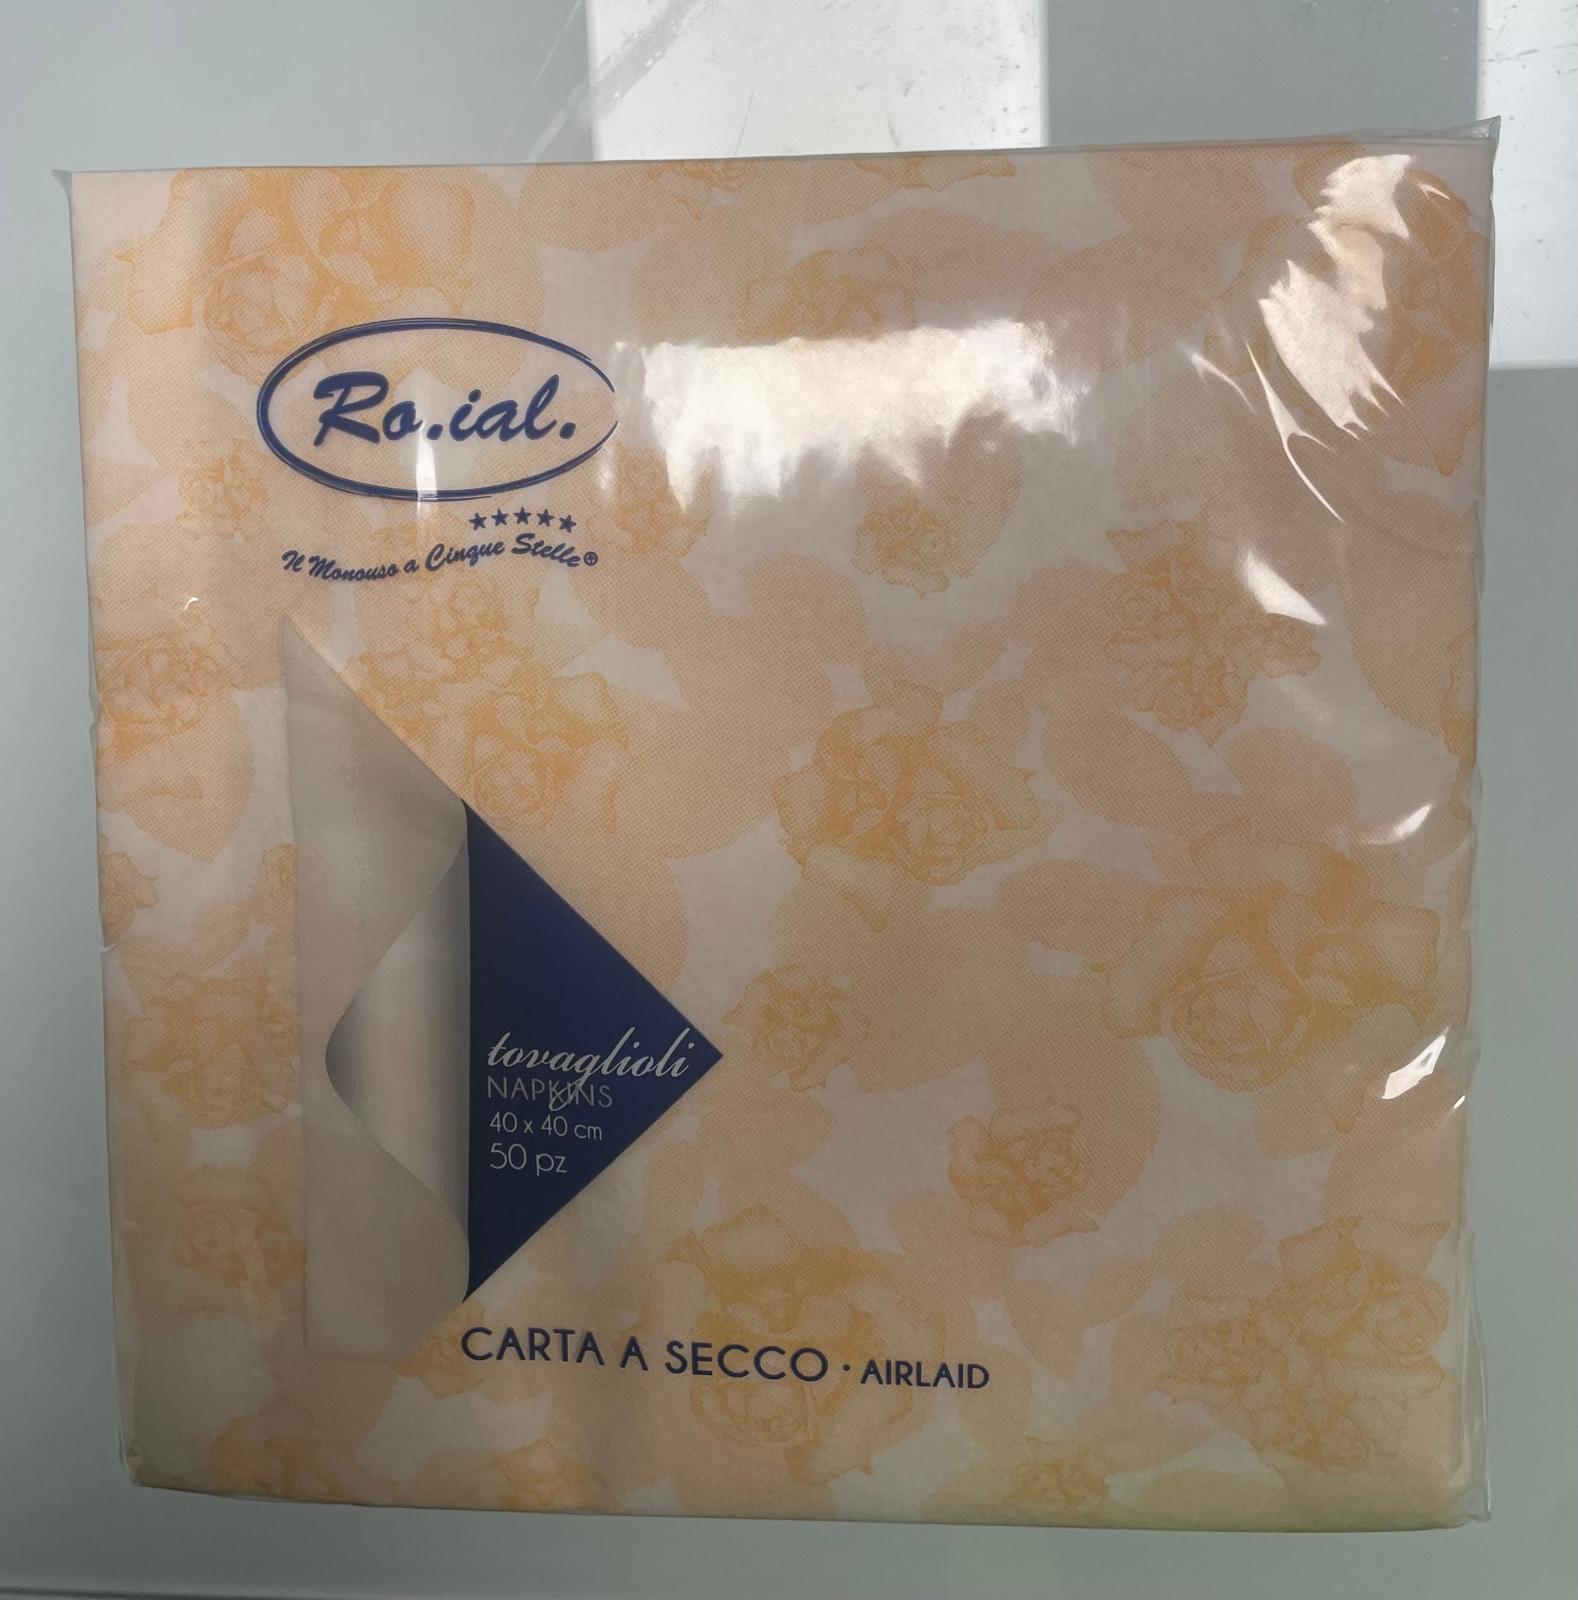 Ro.ial.
★★★★★
Il Monouso a Cinque Stelle®
tovaglioli
NAPKINS
40 x 40 cm
50 pz
CARTA A SECCO · AIRLAID